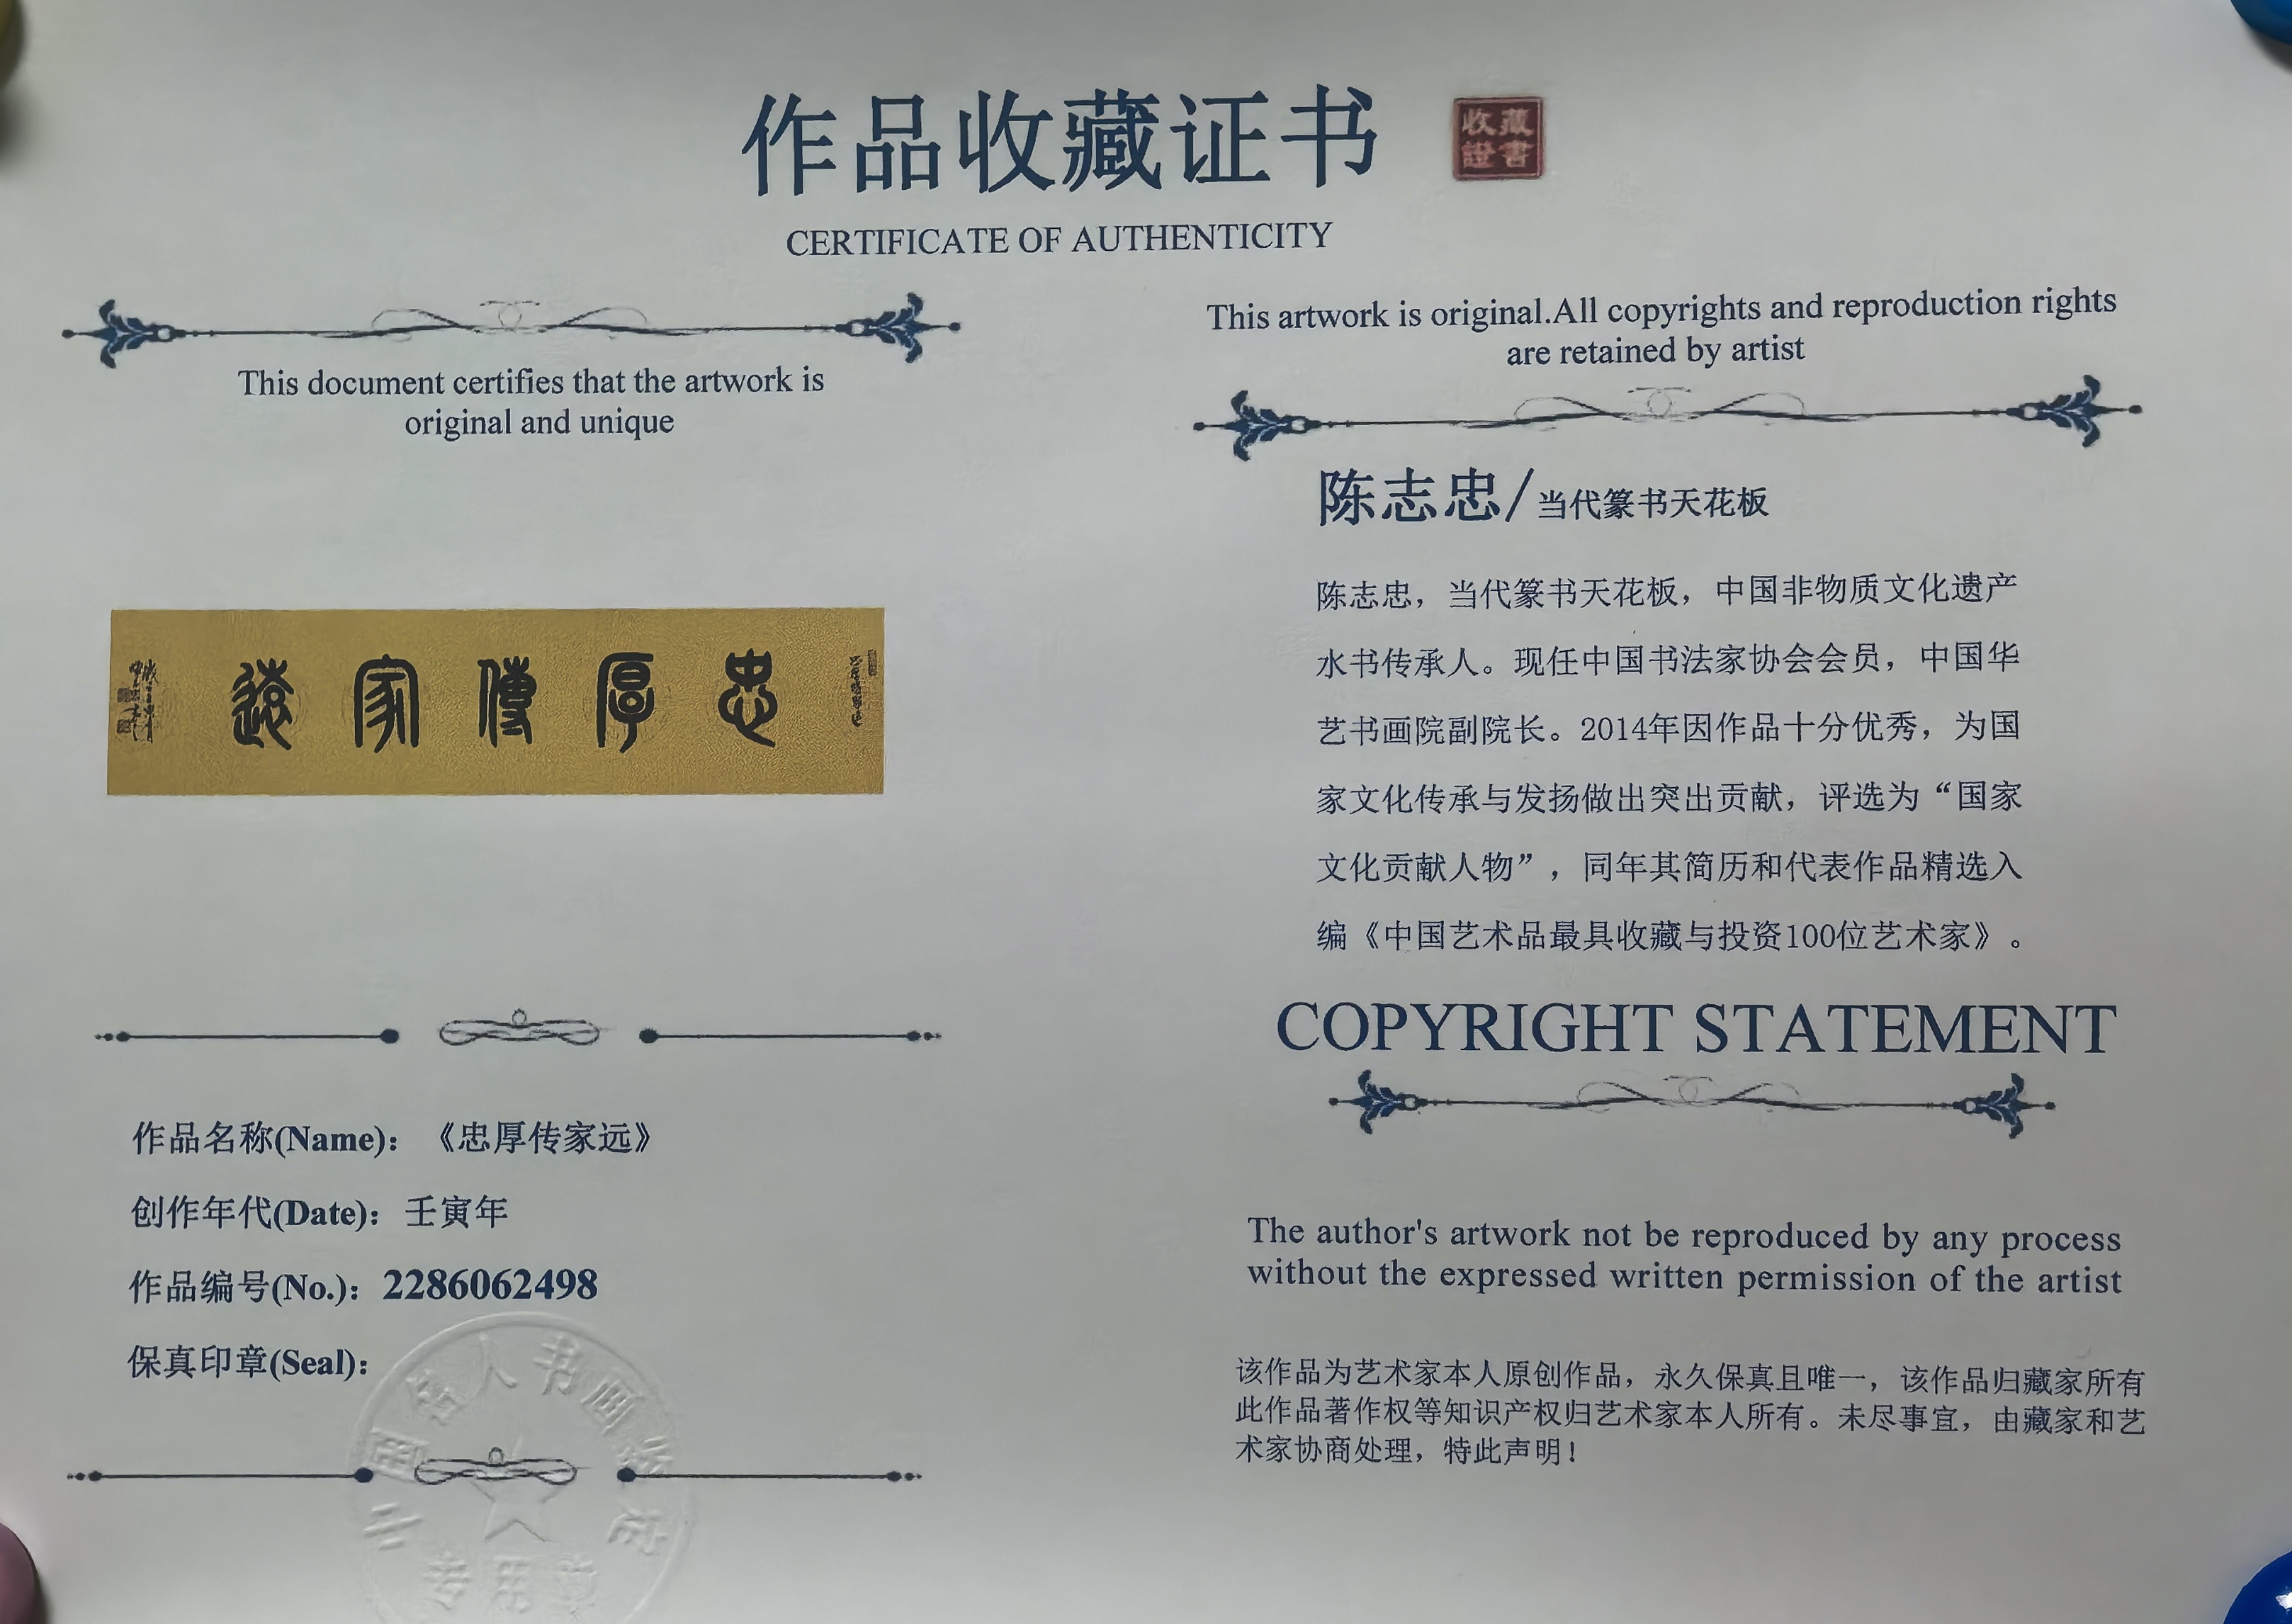 作品收藏证书
收藏
證書
CERTIFICATE OF AUTHENTICITY
This document certifies that the artwork is
original and unique
遠家傳厚忠
作品名称(Name)：《忠厚传家远》
创作年代(Date)：壬寅年
作品编号(No.)：2286062498
保真印章(Seal)：
人书画
专用章
This artwork is original.All copyrights and reproduction rights
are retained by artist
陈志忠/当代篆书天花板
陈志忠，当代篆书天花板，中国非物质文化遗产
水书传承人。现任中国书法家协会会员，中国华
艺书画院副院长。2014年因作品十分优秀，为国
家文化传承与发扬做出突出贡献，评选为“国家
文化贡献人物”，同年其简历和代表作品精选入
编《中国艺术品最具收藏与投资100位艺术家》。
COPYRIGHT STATEMENT
The author's artwork not be reproduced by any process
without the expressed written permission of the artist
该作品为艺术家本人原创作品，永久保真且唯一，该作品归藏家所有
此作品著作权等知识产权归艺术家本人所有。未尽事宜，由藏家和艺
术家协商处理，特此声明！